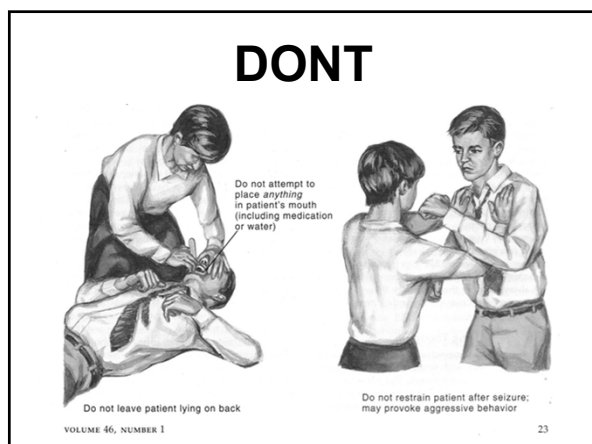 DONT
Do not attempt to
place anything
in patient's mouth
(including medication
or water)
Do not leave patient lying on back
Do not restrain patient after seizure;
may provoke aggressive behavior
VOLUME 46, NUMBER 1
23